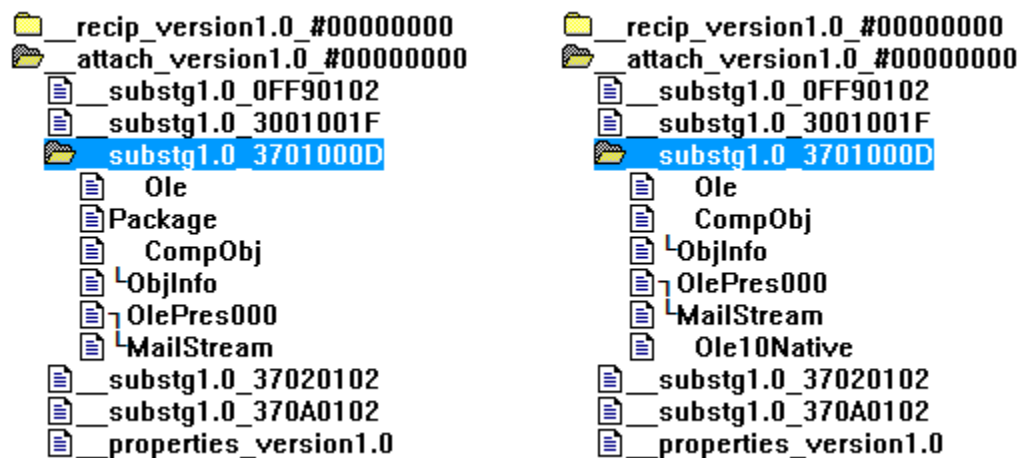 __recip_version1.0_#00000000
__attach_version1.0_#00000000
__substg1.0_0FF90102
__substg1.0_3001001F
__substg1.0_3701000D
Ole
Package
CompObj
└ObjInfo
┐OlePres000
└MailStream
__substg1.0_37020102
__substg1.0_370A0102
__properties_version1.0
__recip_version1.0_#00000000
__attach_version1.0_#00000000
__substg1.0_0FF90102
__substg1.0_3001001F
__substg1.0_3701000D
Ole
CompObj
└ObjInfo
┐OlePres000
└MailStream
Ole10Native
__substg1.0_37020102
__substg1.0_370A0102
__properties_version1.0